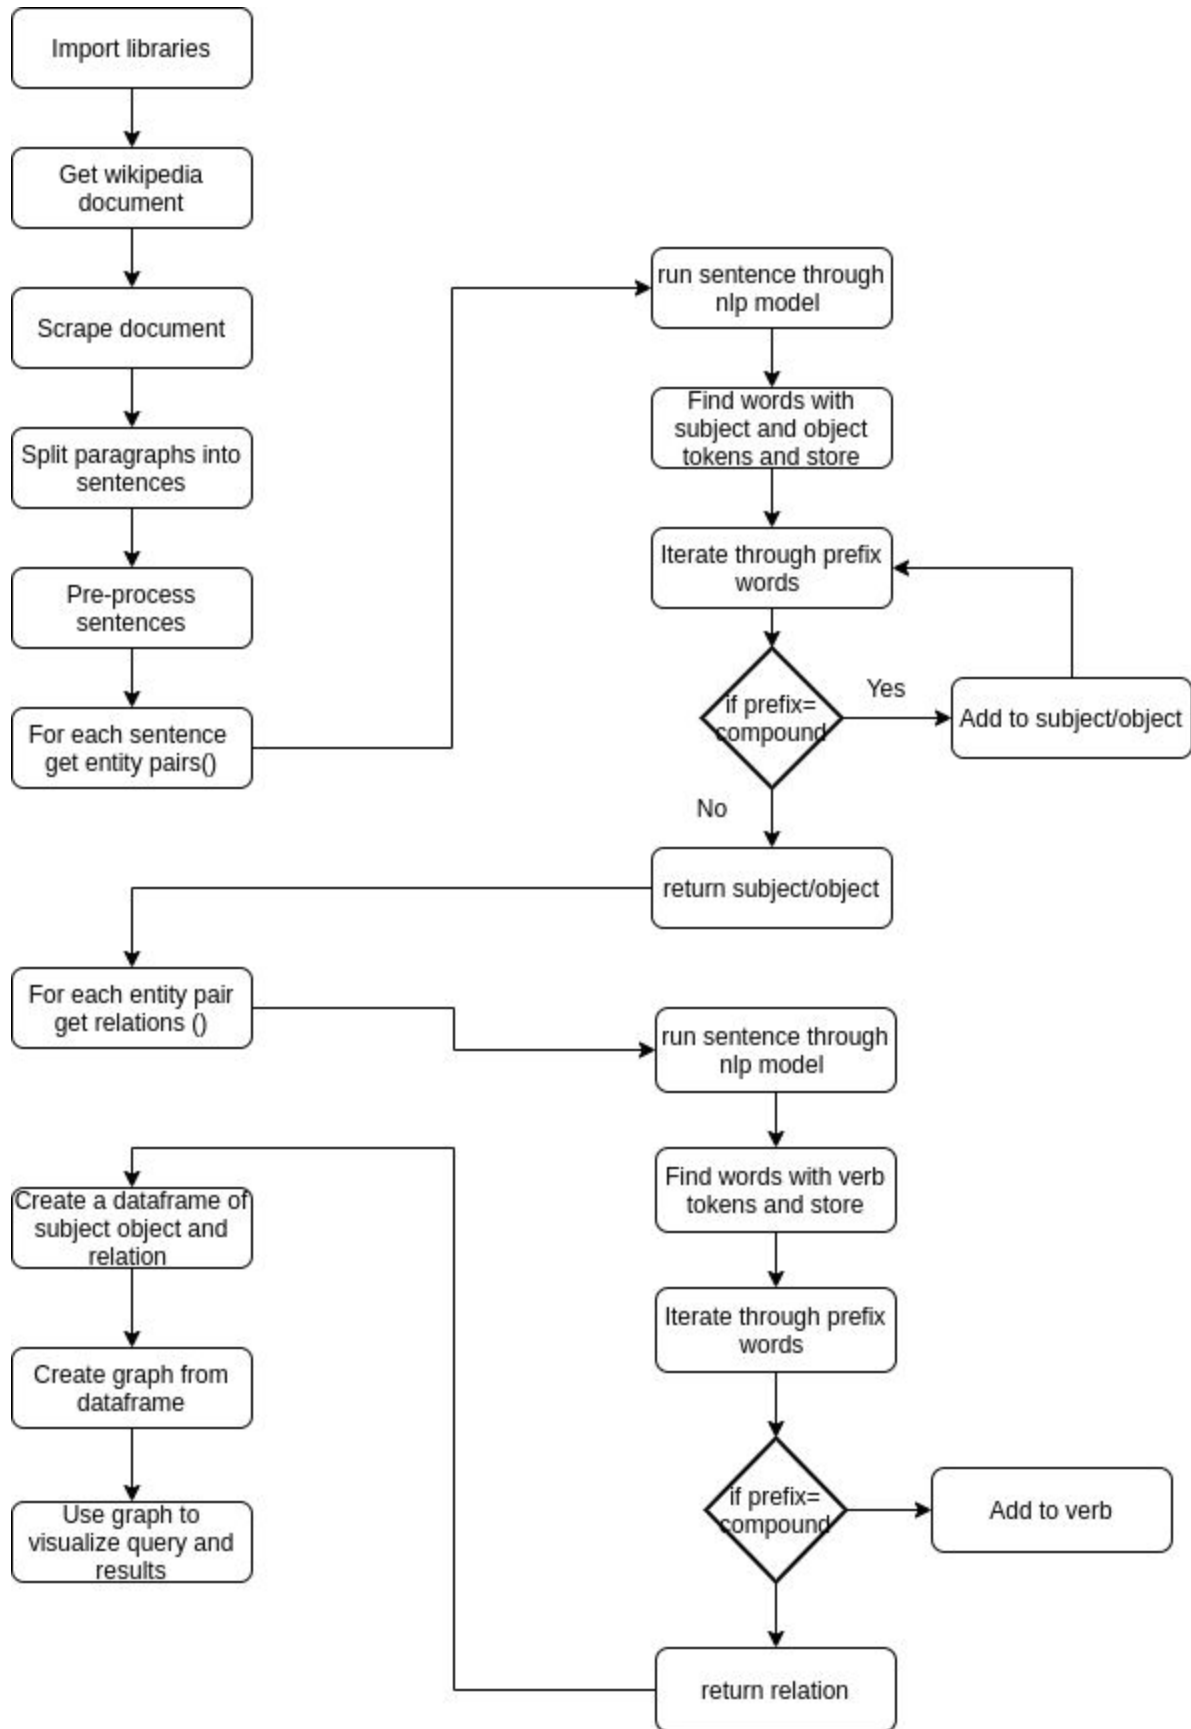 Import libraries
Get wikipedia
document
Scrape document
Split paragraphs into
sentences
Pre-process
sentences
For each sentence
get entity pairs()
run sentence through
nlp model
Find words with
subject and object
tokens and store
Iterate through prefix
words
if prefix=
compound
Yes
Add to subject/object
No
return subject/object
For each entity pair
get relations ()
run sentence through
nlp model
Find words with verb
tokens and store
Iterate through prefix
words
if prefix=
compound
Add to verb
return relation
Create a dataframe of
subject object and
relation
Create graph from
dataframe
Use graph to
visualize query and
results